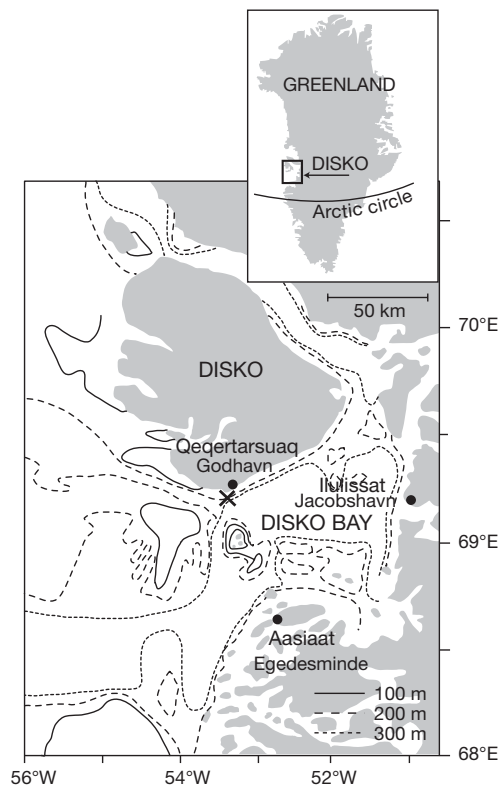 GREENLAND
DISKO
Arctic circle
50 km
70°E
DISKO
Qeqertarsuaq
Godhavn
Ilulissat
Jacobshavn
DISKO BAY
69°E
Aasiaat
Egedesminde
100 m
200 m
300 m
68°E
56°W
54°W
52°W